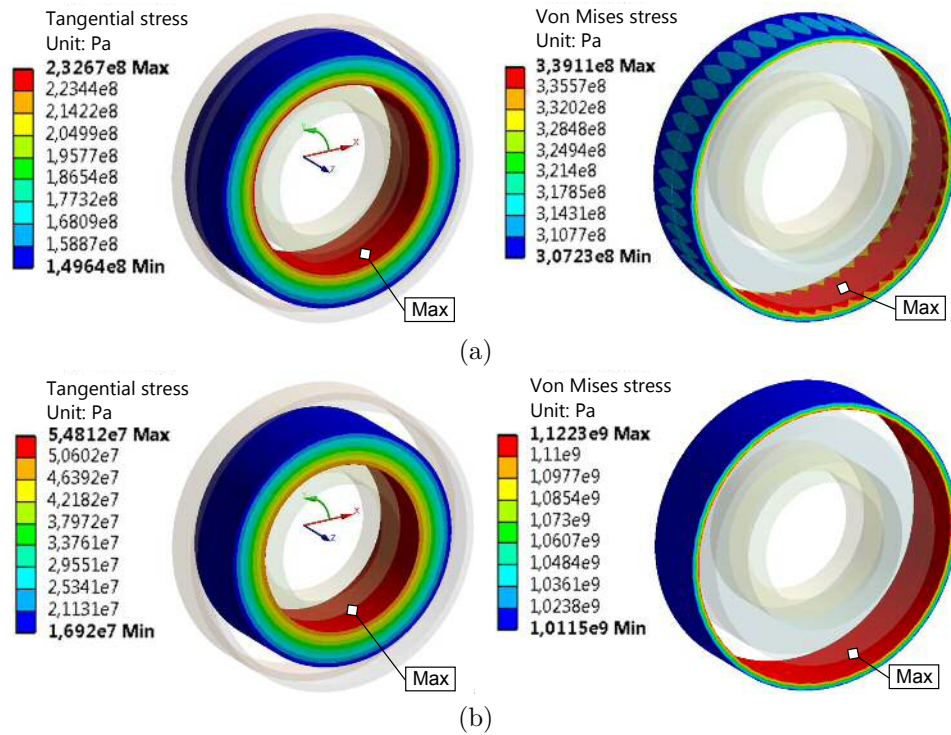 Tangential stress
Unit: Pa
2,3267e8 Max
2,2344e8
2,1422e8
2,0499e8
1,9577e8
1,8654e8
1,7732e8
1,6809e8
1,5887e8
1,4964e8 Min
Y
X
Z
Max
Von Mises stress
Unit: Pa
3,3911e8 Max
3,3557e8
3,3202e8
3,2848e8
3,2494e8
3,214e8
3,1785e8
3,1431e8
3,1077e8
3,0723e8 Min
Max
(a)
Tangential stress
Unit: Pa
5,4812e7 Max
5,0602e7
4,6392e7
4,2182e7
3,7972e7
3,3761e7
2,9551e7
2,5341e7
2,1131e7
1,692e7 Min
X
Z
Max
Von Mises stress
Unit: Pa
1,1223e9 Max
1,11e9
1,0977e9
1,0854e9
1,073e9
1,0607e9
1,0484e9
1,0361e9
1,0238e9
1,0115e9 Min
Max
(b)